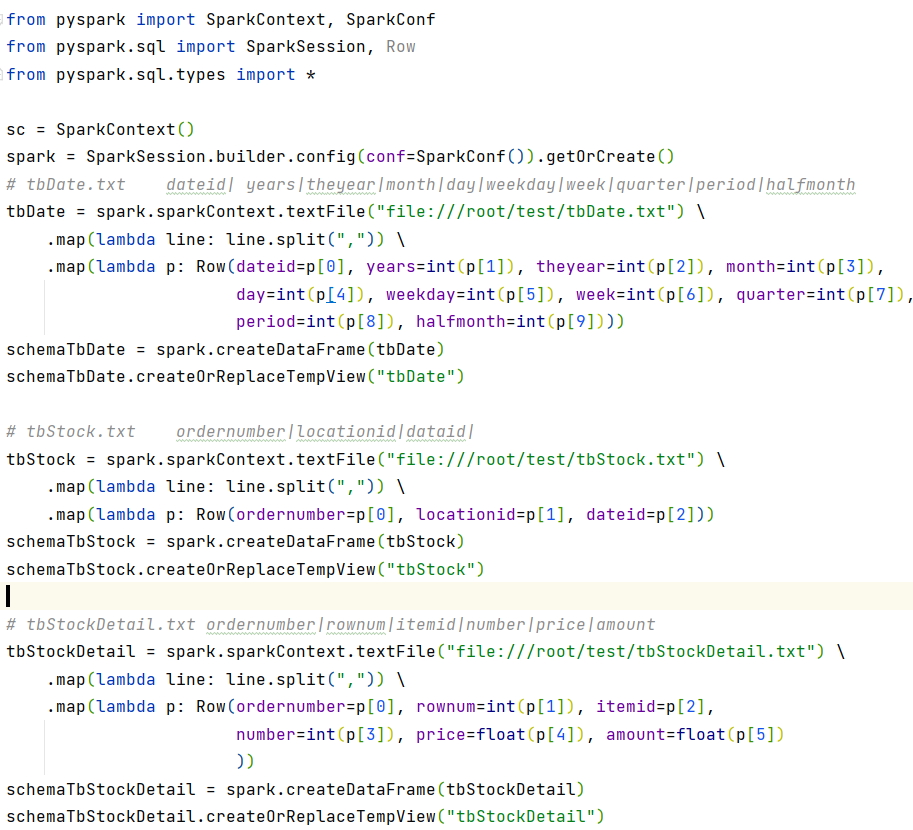 from pyspark import SparkContext, SparkConf
from pyspark.sql import SparkSession, Row
from pyspark.sql.types import *

sc = SparkContext()
spark = SparkSession.builder.config(conf=SparkConf()).getOrCreate()
# tbDate.txt    dateid| years|theyear|month|day|weekday|week|quarter|period|halfmonth
tbDate = spark.sparkContext.textFile("file:///root/test/tbDate.txt") \
    .map(lambda line: line.split(",")) \
    .map(lambda p: Row(dateid=p[0], years=int(p[1]), theyear=int(p[2]), month=int(p[3]),
                       day=int(p[4]), weekday=int(p[5]), week=int(p[6]), quarter=int(p[7]),
                       period=int(p[8]), halfmonth=int(p[9])))
schemaTbDate = spark.createDataFrame(tbDate)
schemaTbDate.createOrReplaceTempView("tbDate")

# tbStock.txt    ordernumber|locationid|dataid|
tbStock = spark.sparkContext.textFile("file:///root/test/tbStock.txt") \
    .map(lambda line: line.split(",")) \
    .map(lambda p: Row(ordernumber=p[0], locationid=p[1], dateid=p[2]))
schemaTbStock = spark.createDataFrame(tbStock)
schemaTbStock.createOrReplaceTempView("tbStock")

# tbStockDetail.txt ordernumber|rownum|itemid|number|price|amount
tbStockDetail = spark.sparkContext.textFile("file:///root/test/tbStockDetail.txt") \
    .map(lambda line: line.split(",")) \
    .map(lambda p: Row(ordernumber=p[0], rownum=int(p[1]), itemid=p[2],
                       number=int(p[3]), price=float(p[4]), amount=float(p[5])
                       ))
schemaTbStockDetail = spark.createDataFrame(tbStockDetail)
schemaTbStockDetail.createOrReplaceTempView("tbStockDetail")